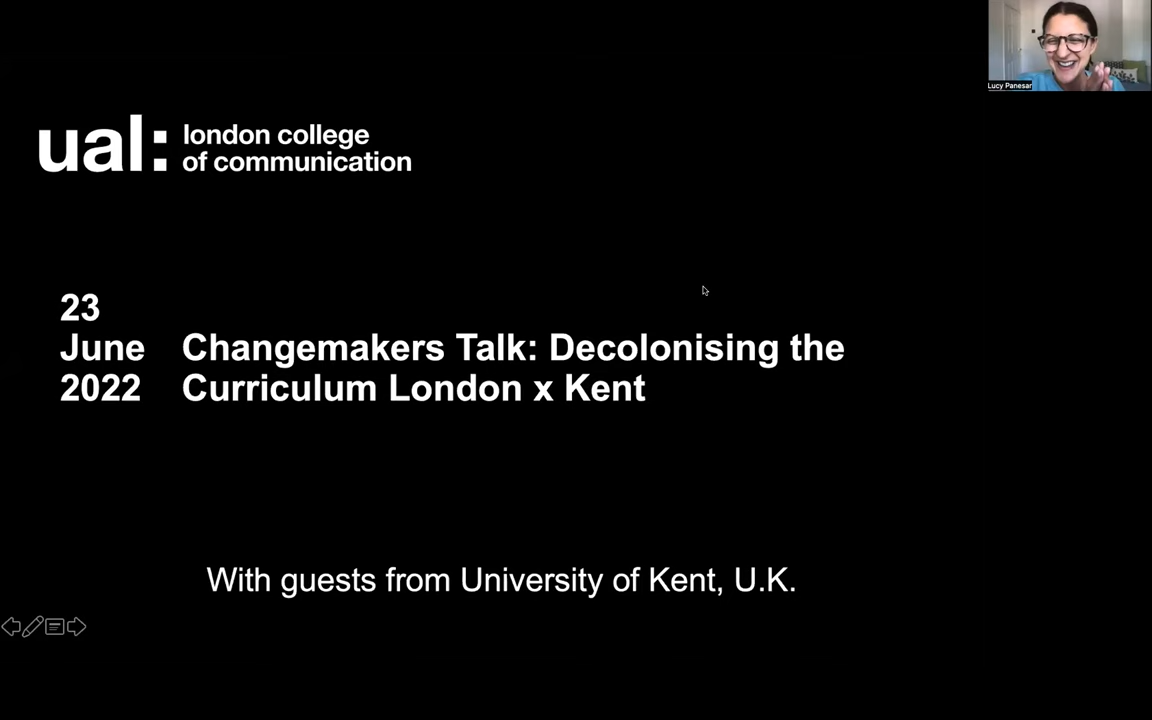 Lucy Panesar
ual: london college
of communication
23
June Changemakers Talk: Decolonising the
2022 Curriculum London x Kent
With guests from University of Kent, U.K.